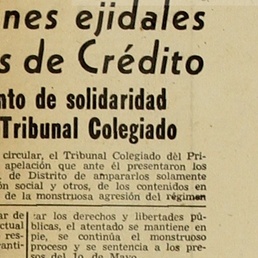 nes ejidales
s de Crédito
nto de solidaridad
Tribunal Colegiado
circular, el Tribunal Colegiado del Pri-
apelación que ante él presentaron los
de Distrito de ampararlos solamente
ón social y otros, de los contenidos en
de la monstruosa agresión del régimen
ar de
ctual
res-
anti-
ar los derechos y libertades pú-
blicas, el atentado se mantiene en
pie, se continúa el monstruoso
proceso y se sentencia a los pre-
sos del 1o. de Mayo.